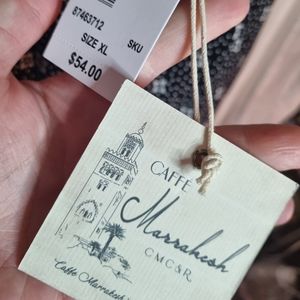 87463712
SKU
SIZE XL
$54.00
CAFFE
Marrakesh
CMC&R.
Caffe Marrakesh